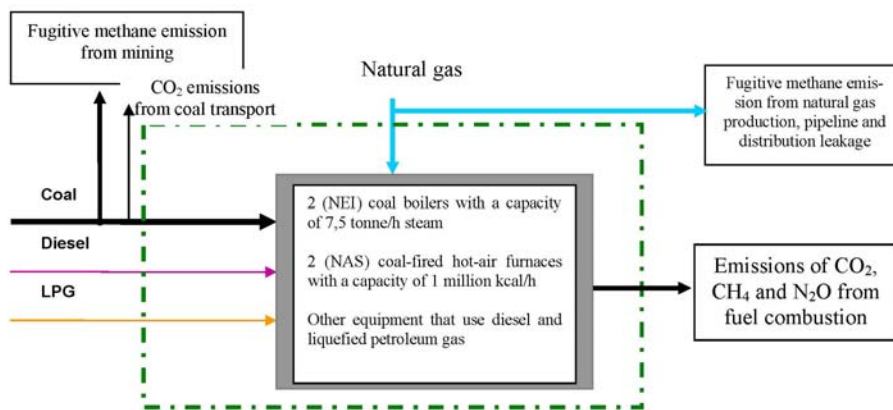 Fugitive methane emission
from mining
CO2 emissions
from coal transport
Natural gas
Fugitive methane emis-
sion from natural gas
production, pipeline and
distribution leakage
Coal
Diesel
LPG
2 (NEI) coal boilers with a capacity
of 7,5 tonne/h steam
2 (NAS) coal-fired hot-air furnaces
with a capacity of 1 million kcal/h
Other equipment that use diesel and
liquefied petroleum gas
Emissions of CO2,
CH4 and N2O from
fuel combustion